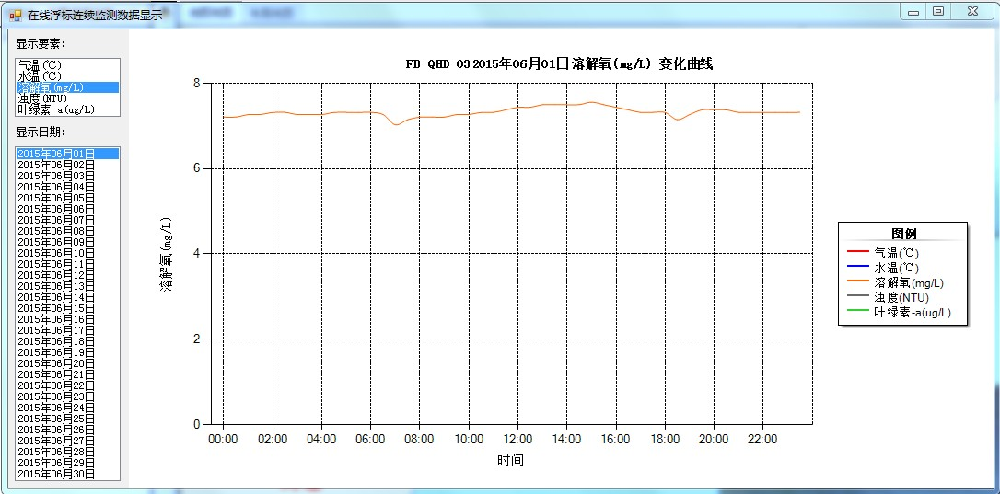 在线浮标连续监测数据显示
显示要素:
气温(℃)
水温(℃)
溶解氧(mg/L)
浊度(NTU)
叶绿素-a(ug/L)
显示日期:
2015年06月01日
2015年06月02日
2015年06月03日
2015年06月04日
2015年06月05日
2015年06月06日
2015年06月07日
2015年06月08日
2015年06月09日
2015年06月10日
2015年06月11日
2015年06月12日
2015年06月13日
2015年06月14日
2015年06月15日
2015年06月16日
2015年06月17日
2015年06月18日
2015年06月19日
2015年06月20日
2015年06月21日
2015年06月22日
2015年06月23日
2015年06月24日
2015年06月25日
2015年06月26日
2015年06月27日
2015年06月28日
2015年06月29日
2015年06月30日
FB-QHD-03 2015年06月01日 溶解氧(mg/L) 变化曲线
溶解氧(mg/L)
8
6
4
2
0
00:00 02:00 04:00 06:00 08:00 10:00 12:00 14:00 16:00 18:00 20:00 22:00
时间
图例
气温(℃)
水温(℃)
溶解氧(mg/L)
浊度(NTU)
叶绿素-a(ug/L)